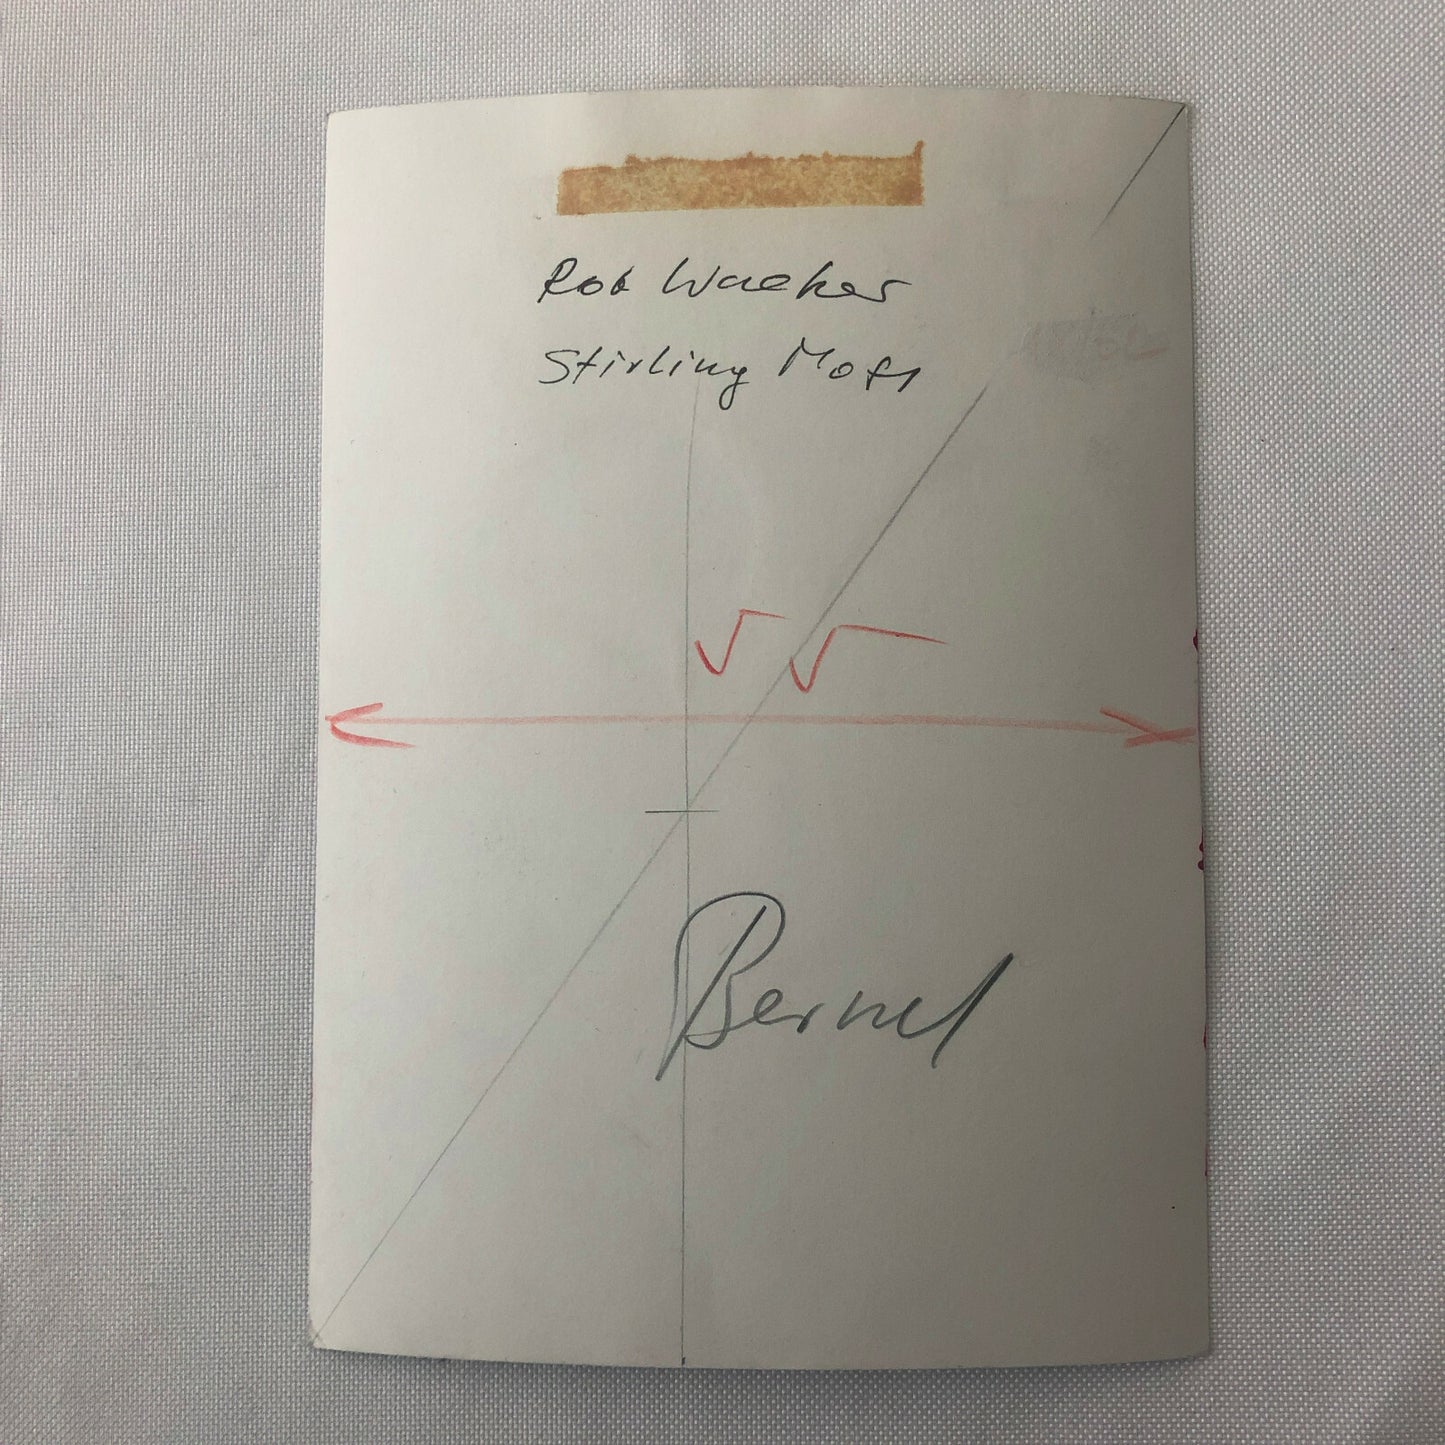 Rob Walker
Stirling Moss
Bernd